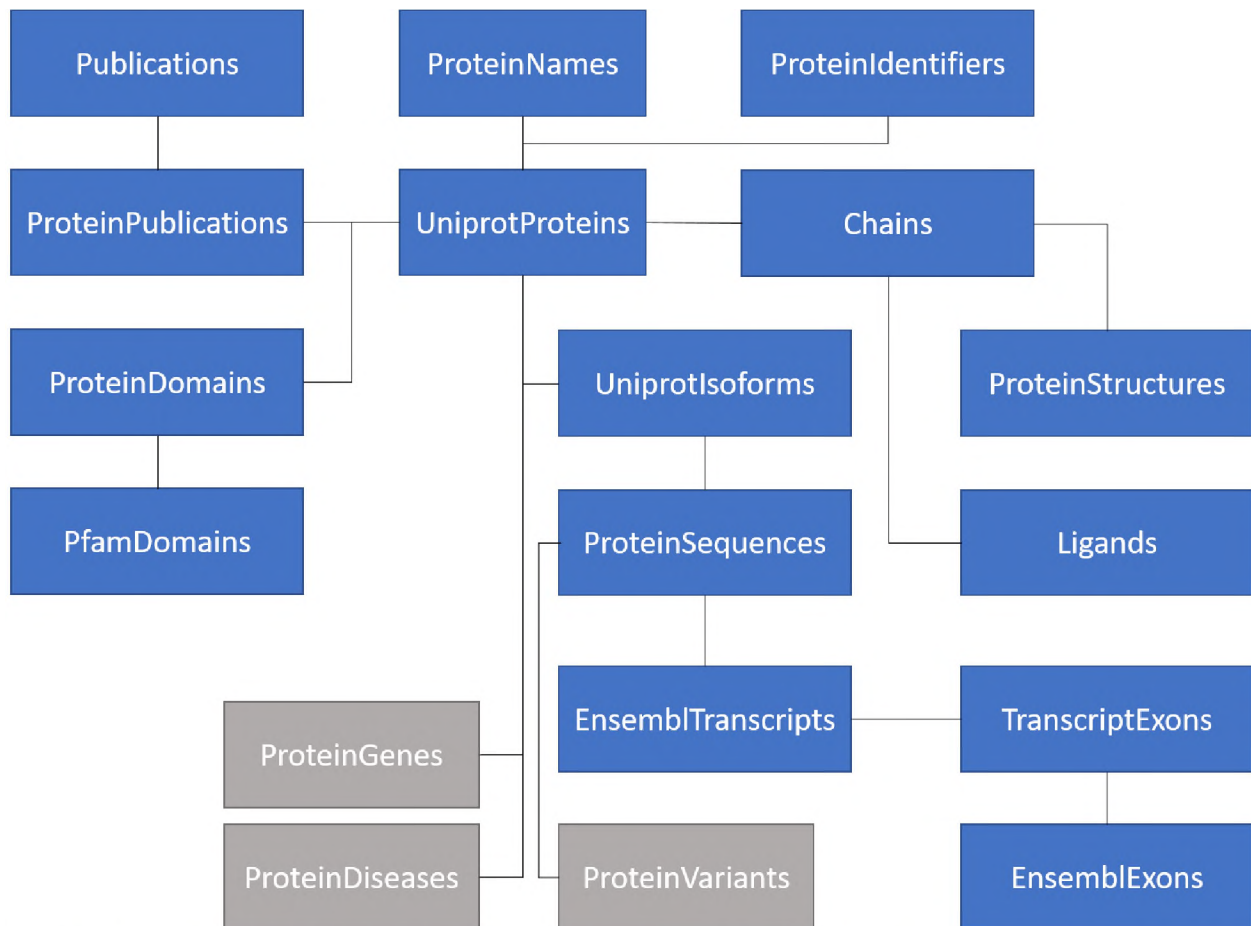 Publications
ProteinNames
ProteinIdentifiers
ProteinPublications
UniprotProteins
Chains
ProteinDomains
UniprotIsoforms
ProteinStructures
PfamDomains
ProteinSequences
Ligands
ProteinGenes
EnsemblTranscripts
TranscriptExons
ProteinDiseases
ProteinVariants
EnsemblExons